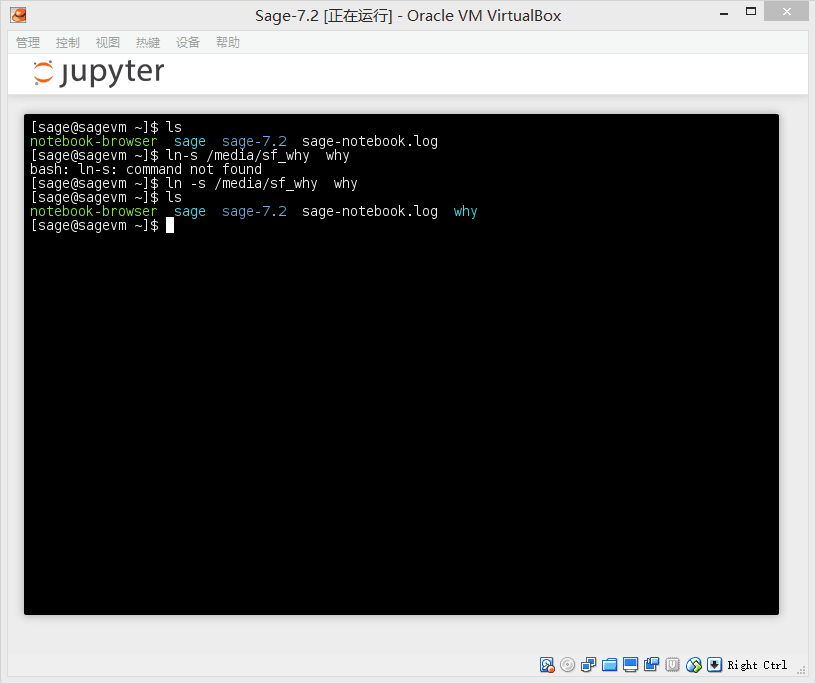 Sage-7.2 [正在运行] - Oracle VM VirtualBox
管理 控制 视图 热键 设备 帮助
jupyter
[sage@sagevm ~]$ ls
notebook-browser  sage  sage-7.2  sage-notebook.log
[sage@sagevm ~]$ ln-s /media/sf_why  why
bash: ln-s: command not found
[sage@sagevm ~]$ ln -s /media/sf_why  why
[sage@sagevm ~]$ ls
notebook-browser  sage  sage-7.2  sage-notebook.log  why
[sage@sagevm ~]$
Right Ctrl